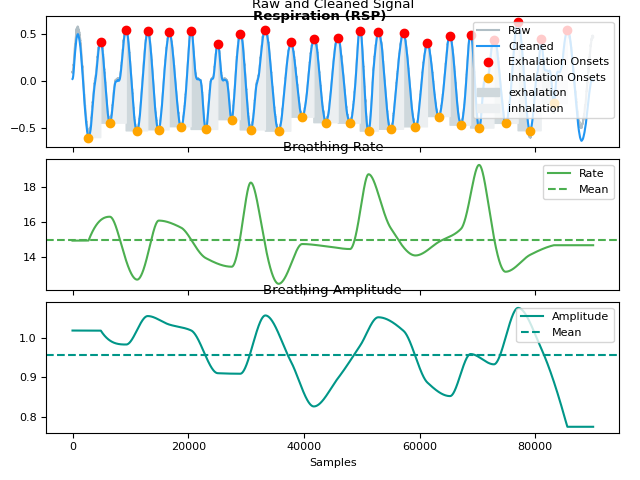 Raw and Cleaned Signal
Respiration (RSP)
0.5
0.0
−0.5
Raw
Cleaned
Exhalation Onsets
Inhalation Onsets
exhalation
inhalation
Breathing Rate
18
16
14
Rate
Mean
Breathing Amplitude
1.0
0.9
0.8
Amplitude
Mean
0 20000 40000 60000 80000
Samples